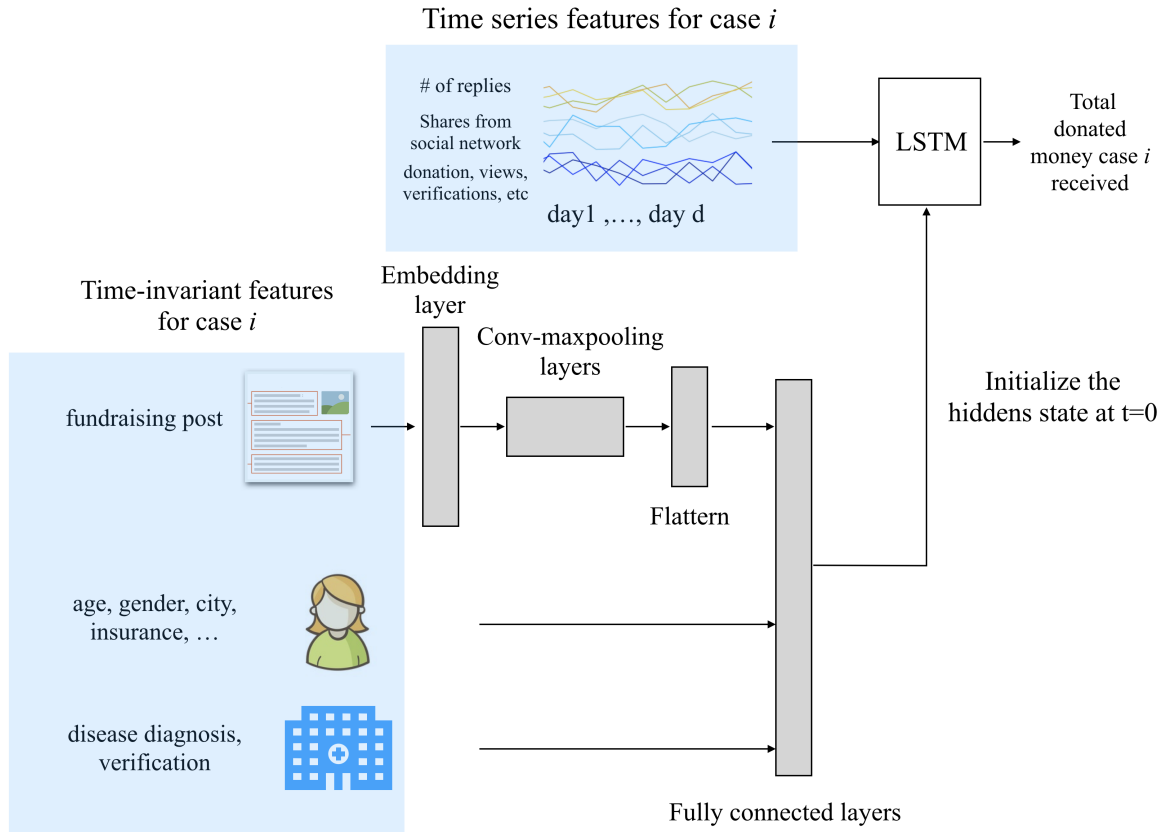 Time series features for case i
# of replies
Shares from
social network
donation, views,
verifications, etc
day1 ,…, day d
LSTM
Total
donated
money case i
received
Time-invariant features
for case i
Embedding
layer
Conv-maxpooling
layers
fundraising post
Flattern
Initialize the
hiddens state at t=0
age, gender, city,
insurance, …
disease diagnosis,
verification
Fully connected layers